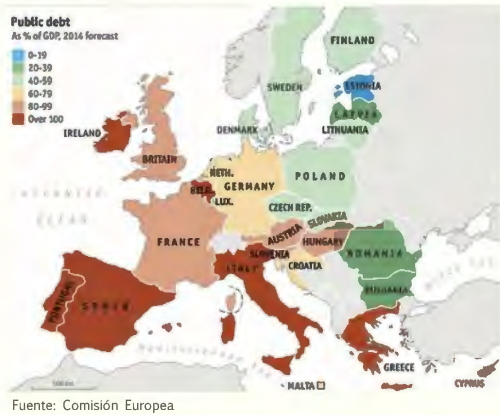 Public debt
As % of GDP, 2014 forecast
0-19
20-39
40-59
60-79
80-99
Over 100
FINLAND
SWEDEN
ESTONIA
LATVIA
LITHUANIA
DENMARK
IRELAND
BRITAIN
NETH.
BELG.
LUX.
GERMANY
POLAND
CZECH REP.
SLOVAKIA
AUSTRIA
HUNGARY
FRANCE
SLOVENIA
ITALY
CROATIA
ROMANIA
BULGARIA
PORTUGAL
SPAIN
GREECE
MALTA
CYPRUS
Fuente: Comisión Europea